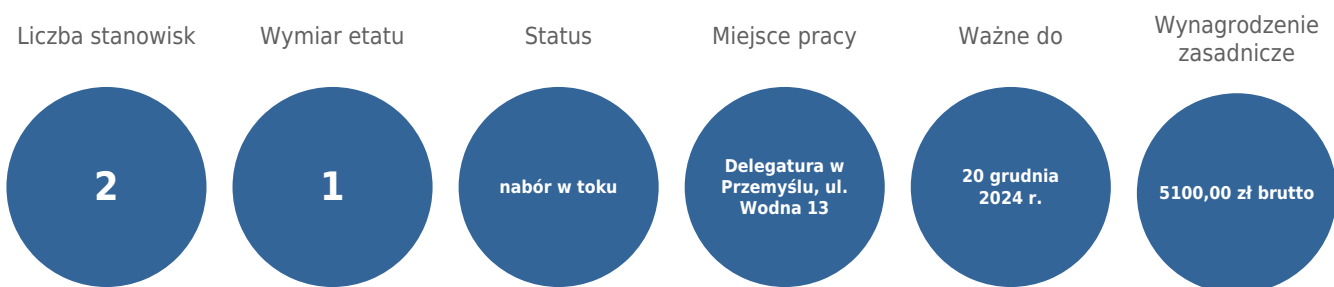 Liczba stanowisk
2
Wymiar etatu
1
Status
nabór w toku
Miejsce pracy
Delegatura w
Przemyślu, ul.
Wodna 13
Ważne do
20 grudnia
2024 r.
Wynagrodzenie
zasadnicze
5100,00 zł brutto